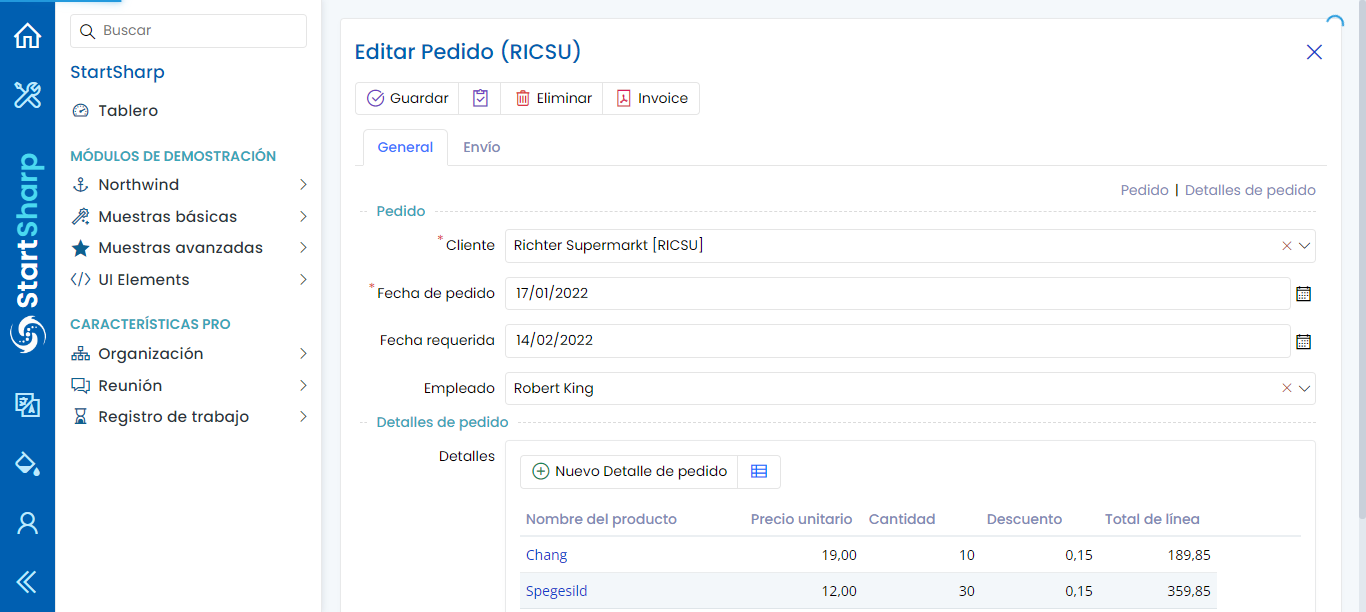 Buscar
StartSharp
Tablero
MÓDULOS DE DEMOSTRACIÓN
Northwind
Muestras básicas
Muestras avanzadas
UI Elements
CARACTERÍSTICAS PRO
Organización
Reunión
Registro de trabajo
StartSharp
Editar Pedido (RICSU)
Guardar Eliminar Invoice
General Envío
Pedido | Detalles de pedido
Pedido
* Cliente Richter Supermarkt [RICSU]
* Fecha de pedido 17/01/2022
Fecha requerida 14/02/2022
Empleado Robert King
Detalles de pedido
Detalles
Nuevo Detalle de pedido
Nombre del producto Precio unitario Cantidad Descuento Total de línea
Chang 19,00 10 0,15 189,85
Spegesild 12,00 30 0,15 359,85